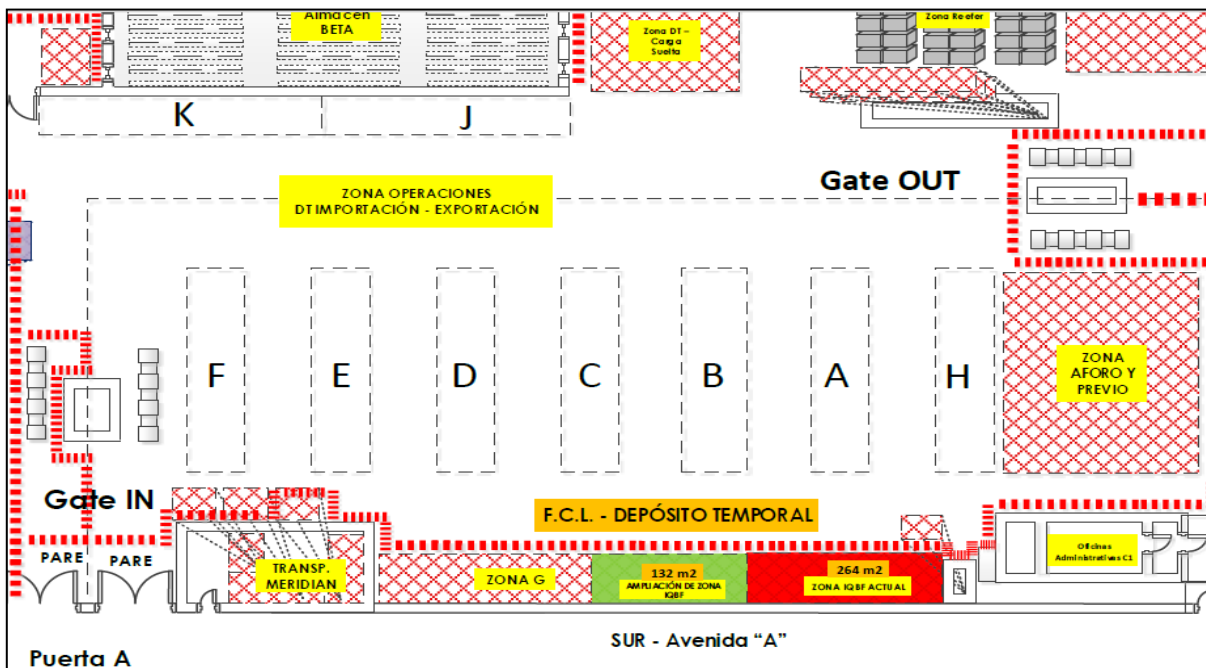 Almacén
BETA
Zona DT –
Carga
Suelta
Zona Reefer
K
J
ZONA OPERACIONES
DT IMPORTACIÓN - EXPORTACIÓN
Gate OUT
F
E
D
C
B
A
H
ZONA
AFORO Y
PREVIO
Gate IN
F.C.L. - DEPÓSITO TEMPORAL
PARE
PARE
TRANSP.
MERIDIAN
ZONA G
132 m2
AMPLIACIÓN DE ZONA
IQBF
264 m2
ZONA IQBF ACTUAL
Oficinas
Administrativas C1
SUR - Avenida “A”
Puerta A